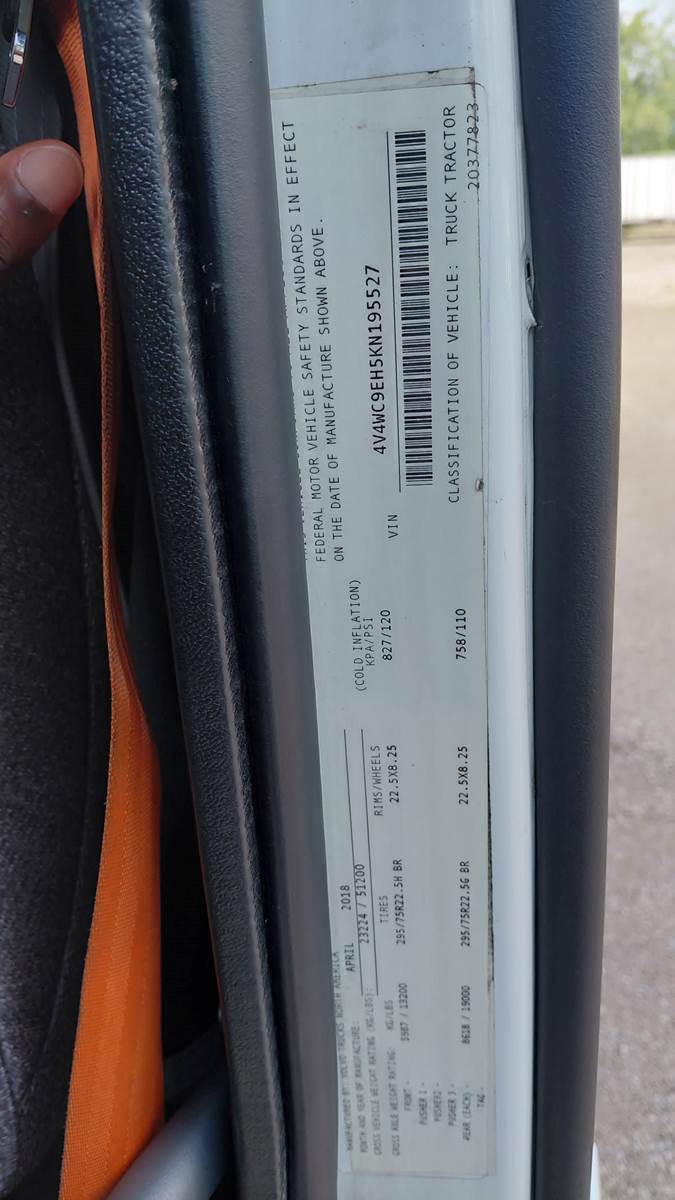 MANUFACTURED BY: VOLVO TRUCKS NORTH AMERICA
MONTH AND YEAR OF MANUFACTURE: APRIL 2018
GROSS VEHICLE WEIGHT RATING (KG/LBS): 23224 / 51200
GROSS AXLE WEIGHT RATING: KG/LBS TIRES RIMS/WHEELS (COLD INFLATION) KPA/PSI
FRONT - 5987 / 13200 295/75R22.5H BR 22.5X8.25 827/120
PUSHER 1 -
PUSHER2 -
PUSHER 3 -
REAR (EACH) - 8618 / 19000 295/75R22.5G BR 22.5X8.25 758/110
TAG -
FEDERAL MOTOR VEHICLE SAFETY STANDARDS IN EFFECT
ON THE DATE OF MANUFACTURE SHOWN ABOVE.
4V4WC9EH5KN195527
VIN
CLASSIFICATION OF VEHICLE: TRUCK TRACTOR
20377823